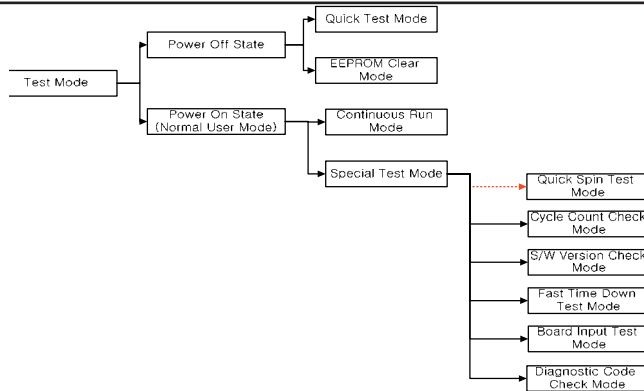 Quick Test Mode
Power Off State
EEPROM Clear
Mode
Test Mode
Power On State
(Normal User Mode)
Continuous Run
Mode
Special Test Mode
Quick Spin Test
Mode
Cycle Count Check
Mode
S/W Version Check
Mode
Fast Time Down
Test Mode
Board Input Test
Mode
Diagnostic Code
Check Mode